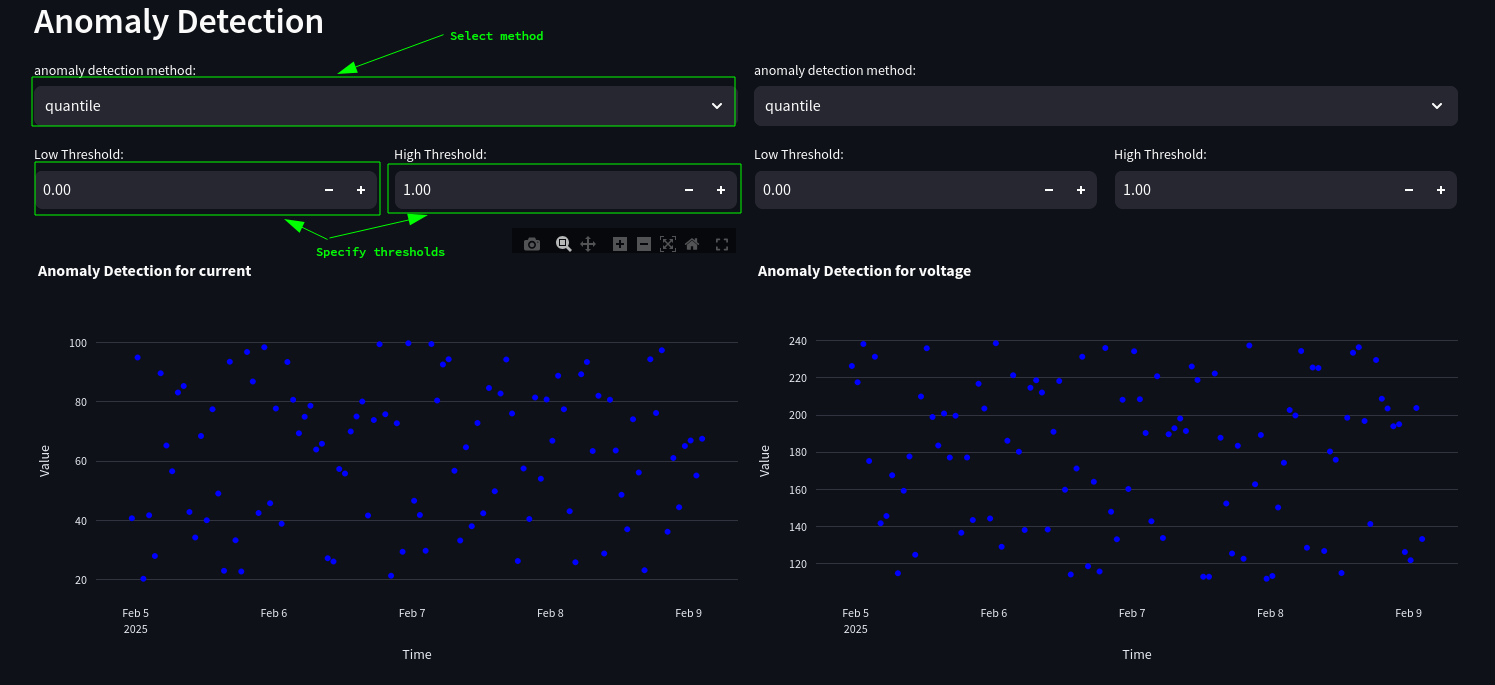 Anomaly Detection
Select method
anomaly detection method:
quantile
Low Threshold:
High Threshold:
0.00
1.00
Specify thresholds
anomaly detection method:
quantile
Low Threshold:
High Threshold:
0.00
1.00
Anomaly Detection for current
100
80
60
40
20
Value
Feb 5
2025
Feb 6
Feb 7
Feb 8
Feb 9
Time
Anomaly Detection for voltage
240
220
200
180
160
140
120
Value
Feb 5
2025
Feb 6
Feb 7
Feb 8
Feb 9
Time